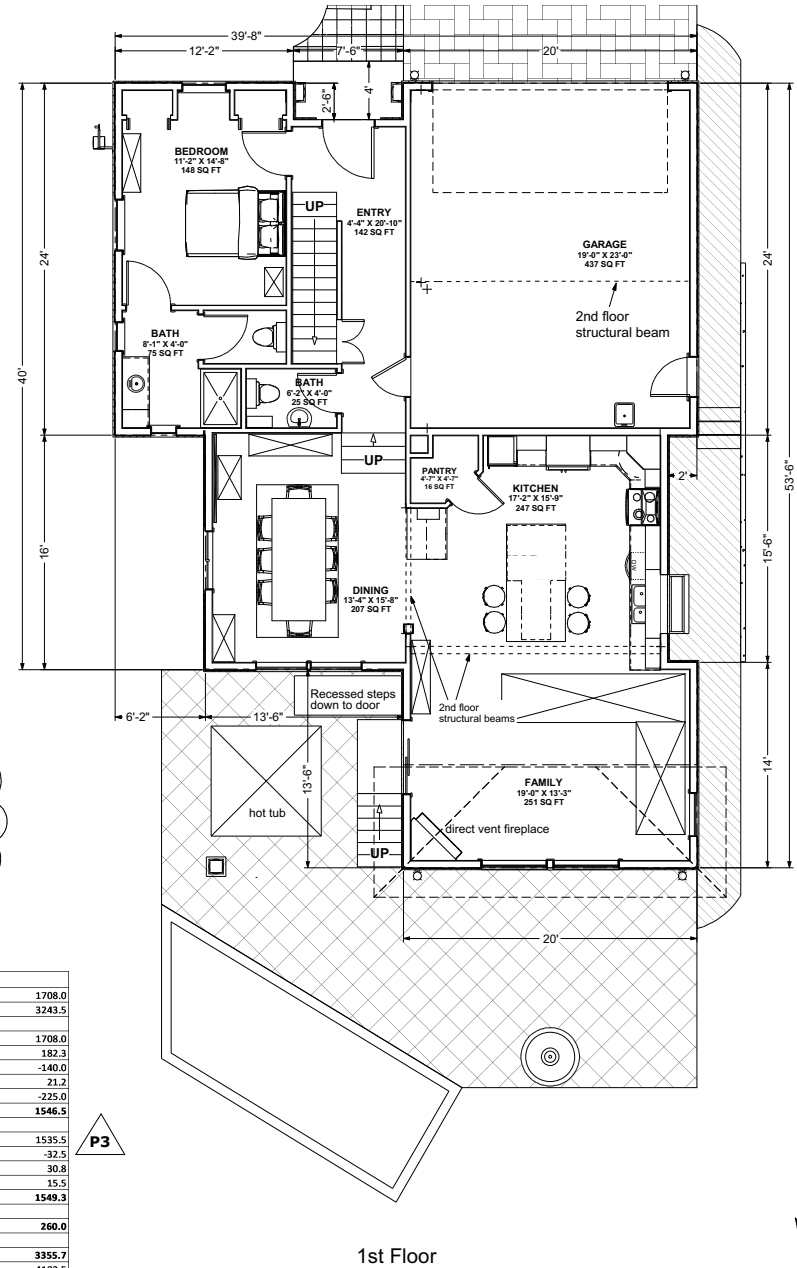 39'-8"
12'-2"
7'-6"
20'
2'-6"
4'
BEDROOM
11'-2" X 14'-8"
148 SQ FT
UP
ENTRY
4'-4" X 20'-10"
142 SQ FT
GARAGE
19'-0" X 23'-0"
437 SQ FT
24'
24'
2nd floor
structural beam
BATH
8'-1" X 4'-0"
75 SQ FT
40'
BATH
6'-2" X 4'-0"
25 SQ FT
UP
PANTRY
4'-7" X 4'-7"
16 SQ FT
KITCHEN
17'-2" X 15'-9"
247 SQ FT
2'
53'-6"
16'
15'-6"
DW
DINING
13'-4" X 15'-8"
207 SQ FT
Recessed steps
down to door
2nd floor
structural beams
6'-2"
13'-6"
13'-6"
14'
FAMILY
19'-0" X 13'-3"
251 SQ FT
hot tub
direct vent fireplace
UP
20'
1708.0
3243.5
1708.0
182.3
-140.0
21.2
-225.0
1546.5
1535.5
-32.5
30.8
15.5
1549.3
260.0
3355.7
P3
1st Floor